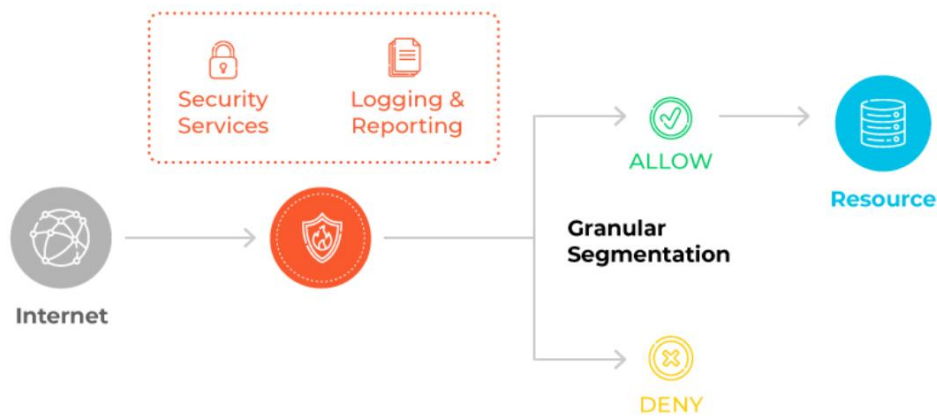 Security
Services
Logging &
Reporting
ALLOW
Resource
Granular
Segmentation
Internet
DENY